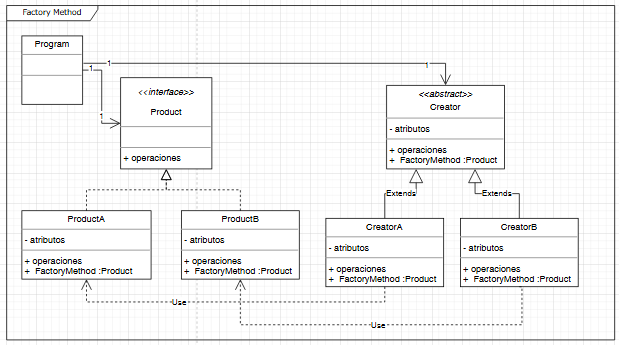 Factory Method
Program
1
1
1
1
<<interface>>
Product
+ operaciones
<<abstract>>
Creator
- atributos
+ operaciones
+ FactoryMethod :Product
Extends
Extends
ProductA
- atributos
+ operaciones
+ FactoryMethod :Product
ProductB
- atributos
+ operaciones
+ FactoryMethod :Product
CreatorA
- atributos
+ operaciones
+ FactoryMethod :Product
CreatorB
- atributos
+ operaciones
+ FactoryMethod :Product
Use
Use